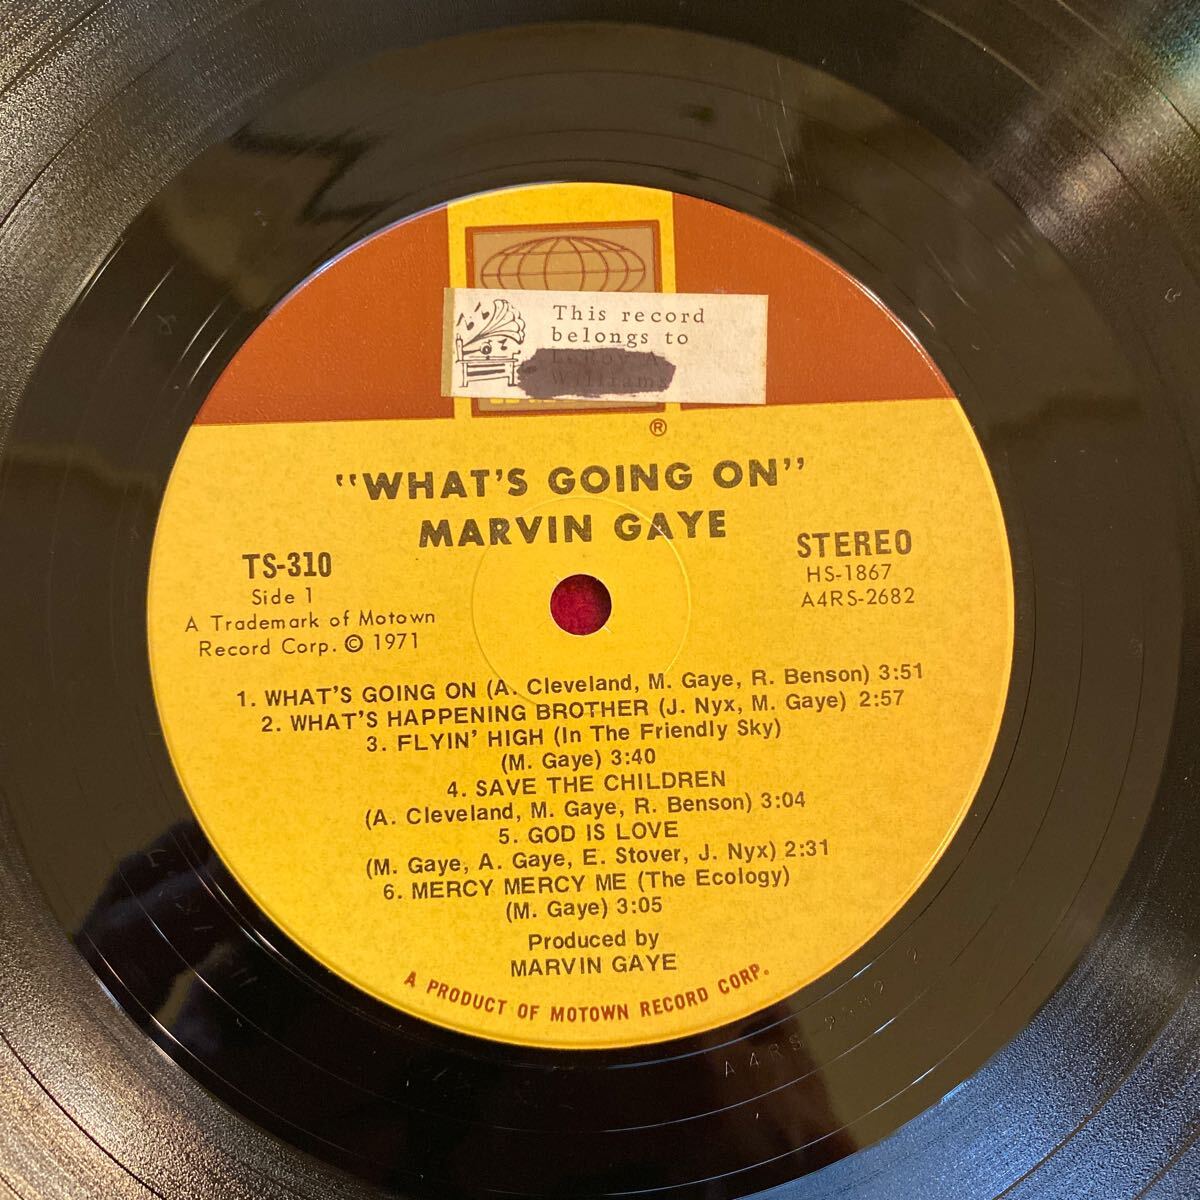 This record
belongs to
Williams
®
"WHAT'S GOING ON"
MARVIN GAYE
TS-310
Side 1
A Trademark of Motown
Record Corp. © 1971
STEREO
HS-1867
A4RS-2682
1. WHAT'S GOING ON (A. Cleveland, M. Gaye, R. Benson) 3:51
2. WHAT'S HAPPENING BROTHER (J. Nyx, M. Gaye) 2:57
3. FLYIN' HIGH (In The Friendly Sky)
(M. Gaye) 3:40
4. SAVE THE CHILDREN
(A. Cleveland, M. Gaye, R. Benson) 3:04
5. GOD IS LOVE
(M. Gaye, A. Gaye, E. Stover, J. Nyx) 2:31
6. MERCY MERCY ME (The Ecology)
(M. Gaye) 3:05
Produced by
MARVIN GAYE
A PRODUCT OF MOTOWN RECORD CORP.
A4RS